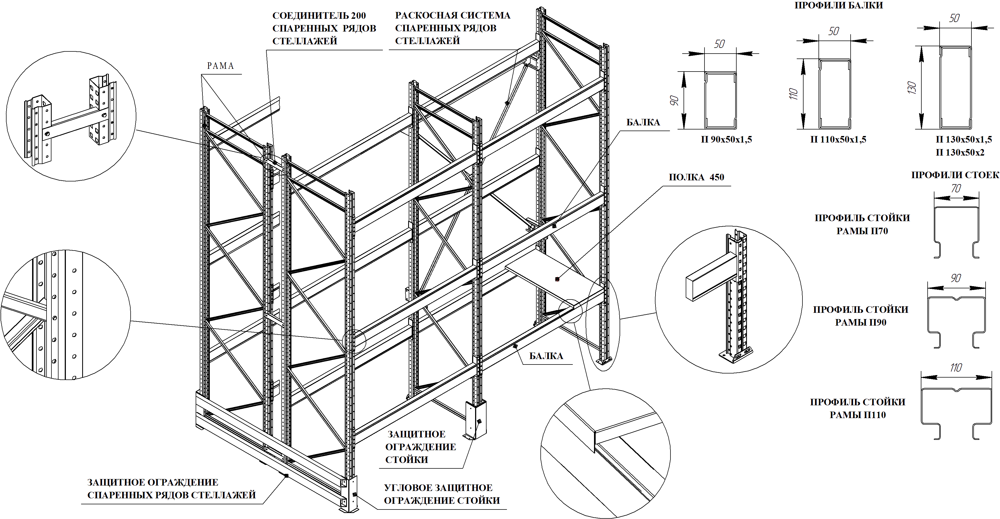 СОЕДИНИТЕЛЬ 200
СПАРЕННЫХ РЯДОВ
СТЕЛЛАЖЕЙ
РАСКОСНАЯ СИСТЕМА
СПАРЕННЫХ РЯДОВ
СТЕЛЛАЖЕЙ
РАМА
БАЛКА
ПОЛКА 450
БАЛКА
ЗАЩИТНОЕ
ОГРАЖДЕНИЕ
СТОЙКИ
УГЛОВОЕ ЗАЩИТНОЕ
ОГРАЖДЕНИЕ СТОЙКИ
ЗАЩИТНОЕ ОГРАЖДЕНИЕ
СПАРЕННЫХ РЯДОВ СТЕЛЛАЖЕЙ
ПРОФИЛИ БАЛКИ
50
90
П 90х50х1,5
50
110
П 110х50х1,5
50
130
П 130х50х1,5
П 130х50х2
ПРОФИЛИ СТОЕК
70
ПРОФИЛЬ СТОЙКИ
РАМЫ П70
90
ПРОФИЛЬ СТОЙКИ
РАМЫ П90
110
ПРОФИЛЬ СТОЙКИ
РАМЫ П110